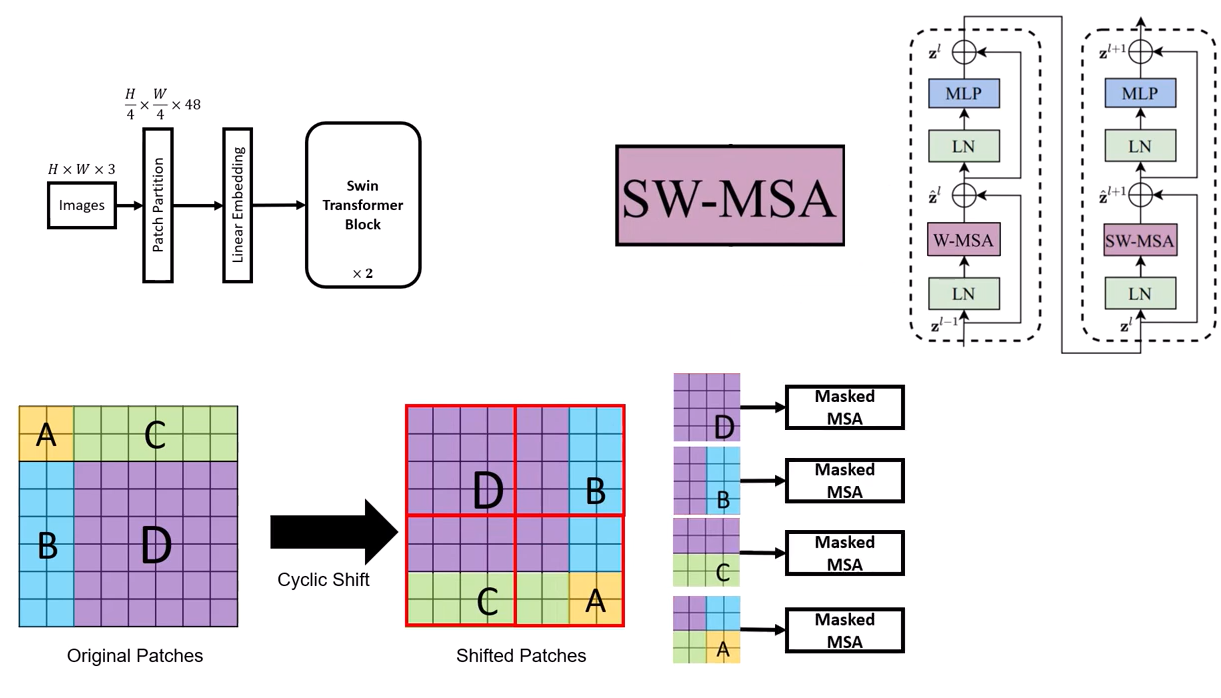 H/4 × W/4 × 48
H × W × 3
Images
Patch Partition
Linear Embedding
Swin
Transformer
Block
× 2
SW-MSA
z^l
MLP
LN
ẑ^l
W-MSA
LN
z^{l-1}
z^{l+1}
MLP
LN
ẑ^{l+1}
SW-MSA
LN
z^l
A
C
B
D
Original Patches
Cyclic Shift
D
B
C
A
Shifted Patches
D
Masked
MSA
B
Masked
MSA
C
Masked
MSA
A
Masked
MSA